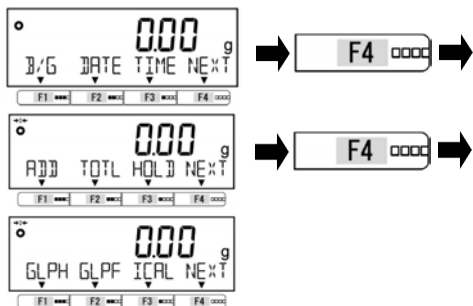 0.00 g
B/G DATE TIME NEXT
F1 F2 F3 F4
F4
0.00 g
ADD TOTL HOLD NEXT
F1 F2 F3 F4
F4
0.00 g
GLPH GLPF ICAL NEXT
F1 F2 F3 F4